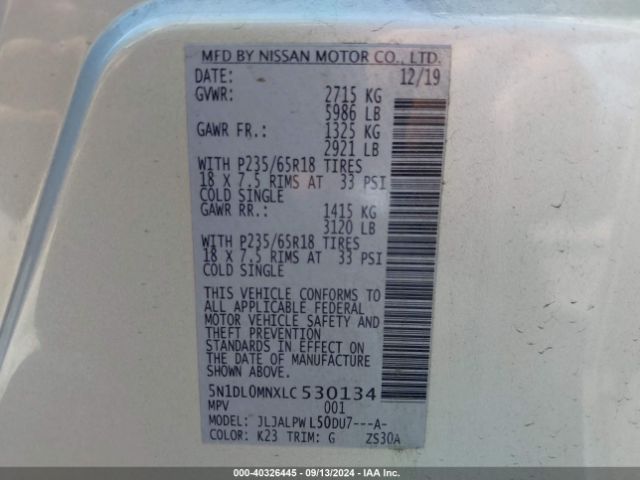 MFD BY NISSAN MOTOR CO., LTD.
DATE: 12/19
GVWR: 2715 KG
5986 LB
GAWR FR.: 1325 KG
2921 LB
WITH P235/65R18 TIRES
18 X 7.5 RIMS AT 33 PSI
COLD SINGLE
GAWR RR.: 1415 KG
3120 LB
WITH P235/65R18 TIRES
18 X 7.5 RIMS AT 33 PSI
COLD SINGLE
THIS VEHICLE CONFORMS TO
ALL APPLICABLE FEDERAL
MOTOR VEHICLE SAFETY AND
THEFT PREVENTION
STANDARDS IN EFFECT ON
THE DATE OF MANUFACTURE
SHOWN ABOVE.
5N1DL0MNXLC 530134
MPV 001
MODEL: JLJALPW L50DU7---A-
COLOR: K23 TRIM: G ZS30A
000-40326445 - 09/13/2024 - IAA Inc.